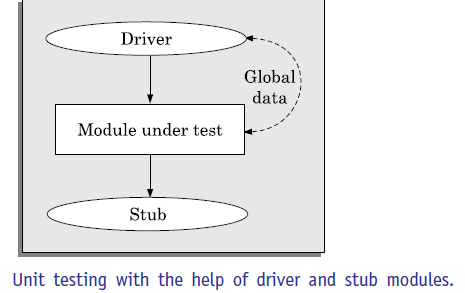 Driver
Global
data
Module under test
Stub
Unit testing with the help of driver and stub modules.